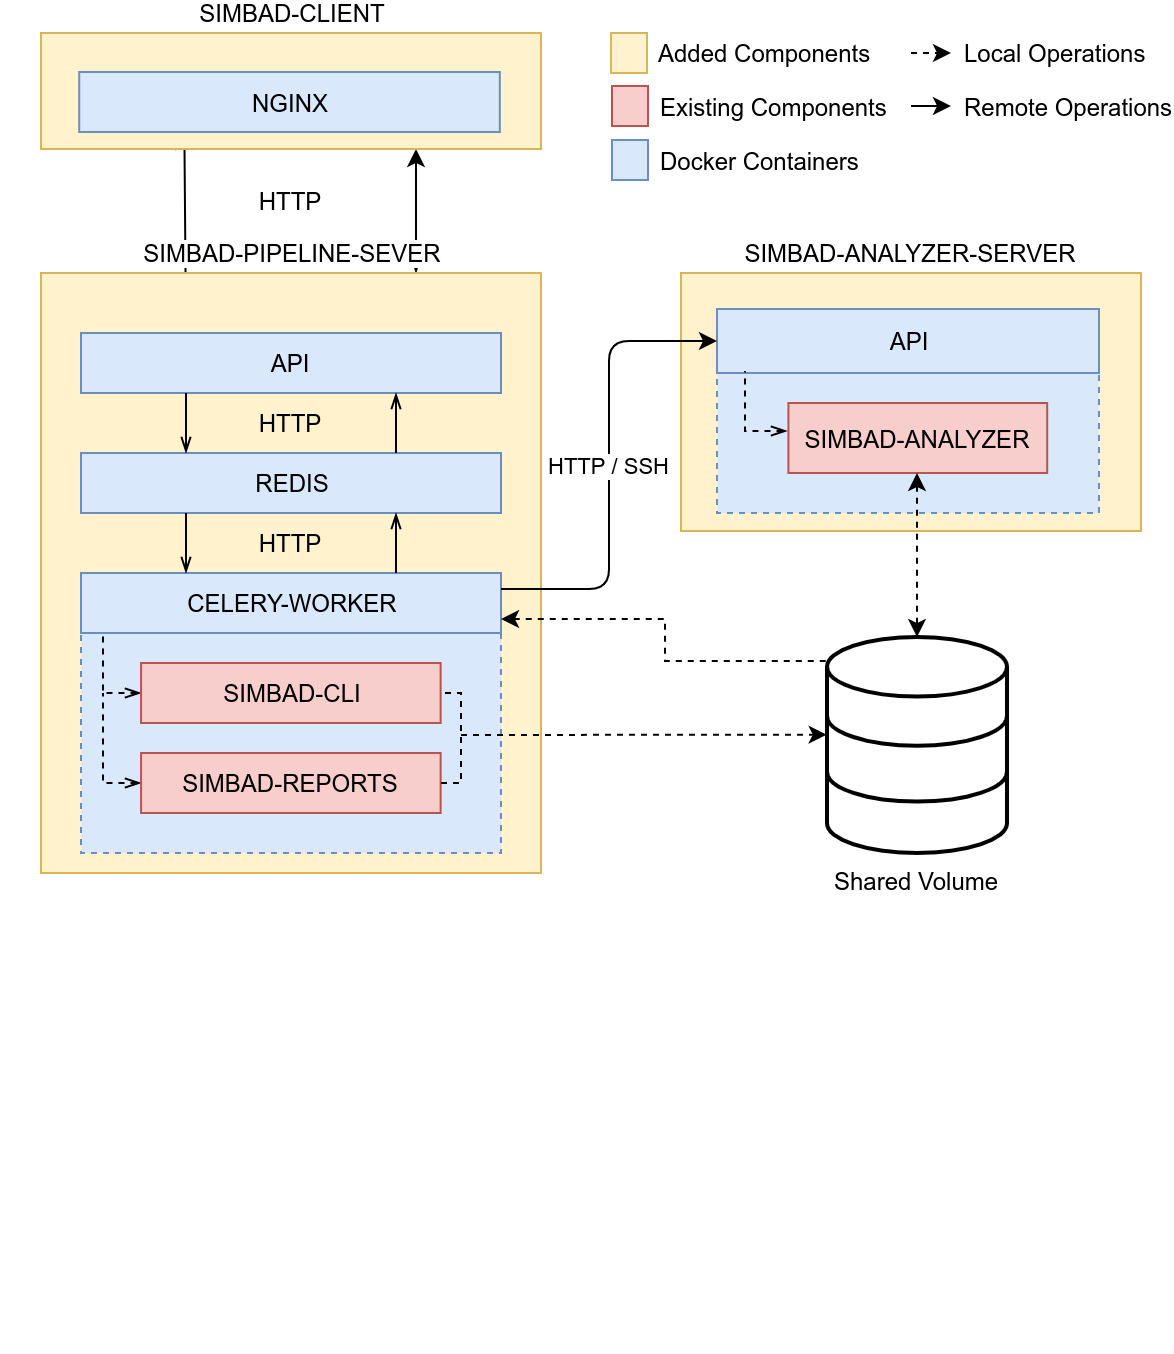 SIMBAD-CLIENT
NGINX
Added Components
Local Operations
Existing Components
Remote Operations
Docker Containers
HTTP
SIMBAD-PIPELINE-SEVER
SIMBAD-ANALYZER-SERVER
API
API
HTTP
SIMBAD-ANALYZER
HTTP / SSH
REDIS
HTTP
CELERY-WORKER
SIMBAD-CLI
SIMBAD-REPORTS
Shared Volume